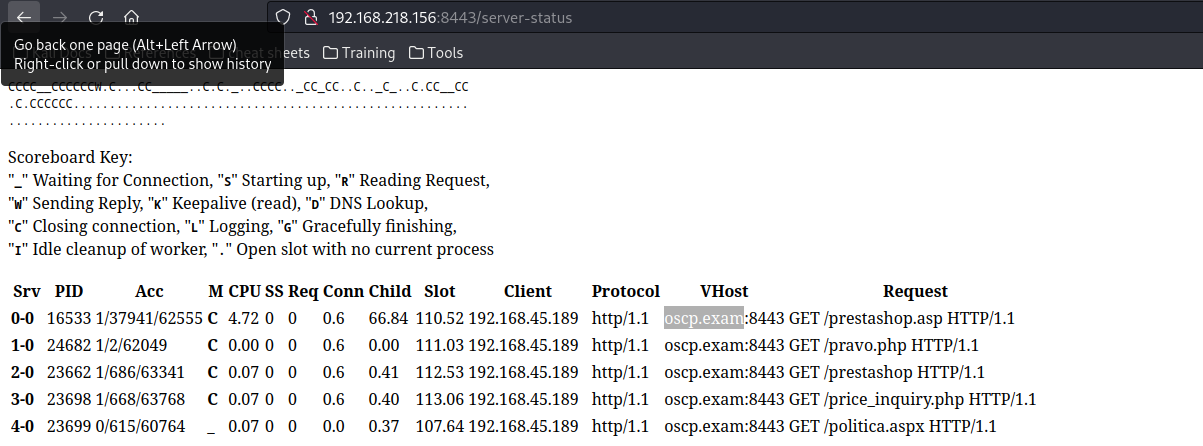 192.168.218.156:8443/server-status
Go back one page (Alt+Left Arrow)
Right-click or pull down to show history
cheat sheets Training Tools
CCCC__CCCCCCW.C...CC_____..C.C._..CCCC.._CC_CC..C.._C_..C.CC__CC
.C.CCCCCC.......................................................
......................
Scoreboard Key:
"_" Waiting for Connection, "S" Starting up, "R" Reading Request,
"W" Sending Reply, "K" Keepalive (read), "D" DNS Lookup,
"C" Closing connection, "L" Logging, "G" Gracefully finishing,
"I" Idle cleanup of worker, "." Open slot with no current process
Srv PID Acc M CPU SS Req Conn Child Slot Client Protocol VHost Request
0-0 16533 1/37941/62555 C 4.72 0 0 0.6 66.84 110.52 192.168.45.189 http/1.1 oscp.exam:8443 GET /prestashop.asp HTTP/1.1
1-0 24682 1/2/62049 C 0.00 0 0 0.6 0.00 111.03 192.168.45.189 http/1.1 oscp.exam:8443 GET /pravo.php HTTP/1.1
2-0 23662 1/686/63341 C 0.07 0 0 0.6 0.41 112.53 192.168.45.189 http/1.1 oscp.exam:8443 GET /prestashop HTTP/1.1
3-0 23698 1/668/63768 C 0.07 0 0 0.6 0.40 113.06 192.168.45.189 http/1.1 oscp.exam:8443 GET /price_inquiry.php HTTP/1.1
4-0 23699 0/615/60764 _ 0.07 0 0 0.0 0.37 107.64 192.168.45.189 http/1.1 oscp.exam:8443 GET /politica.aspx HTTP/1.1